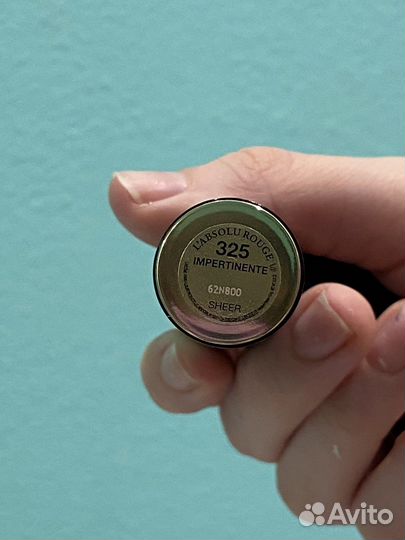 L'ABSOLU ROUGE
325
IMPERTINENTE
62N800
SHEER
Avito